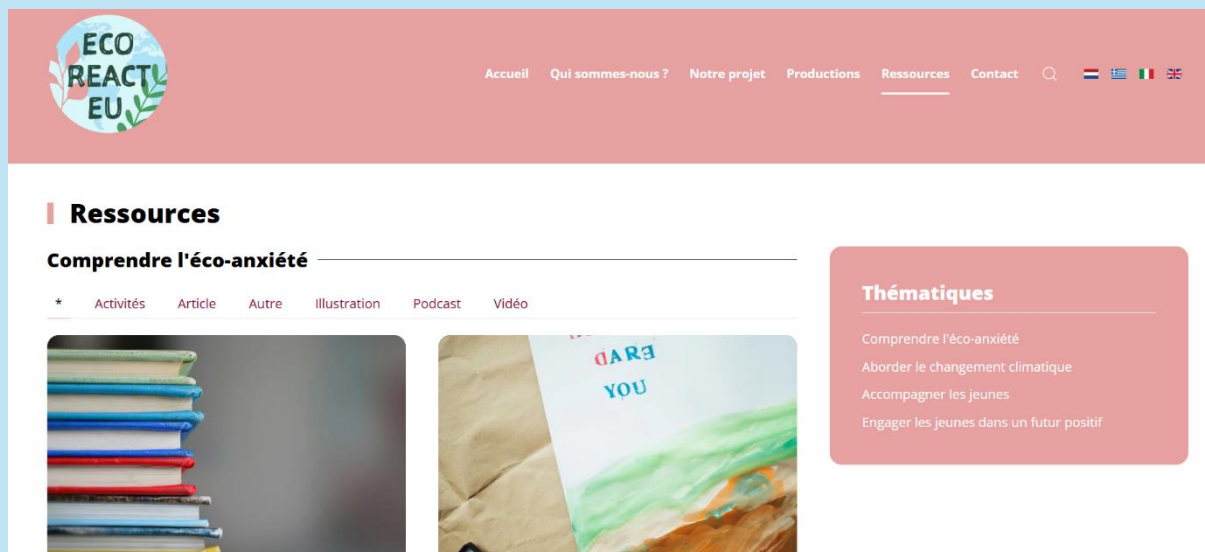 ECO
REACT
EU
Accueil Qui sommes-nous ? Notre projet Productions Ressources Contact
Ressources
Comprendre l'éco-anxiété
* Activités Article Autre Illustration Podcast Vidéo
DARE
YOU
Thématiques
Comprendre l'éco-anxiété
Aborder le changement climatique
Accompagner les jeunes
Engager les jeunes dans un futur positif